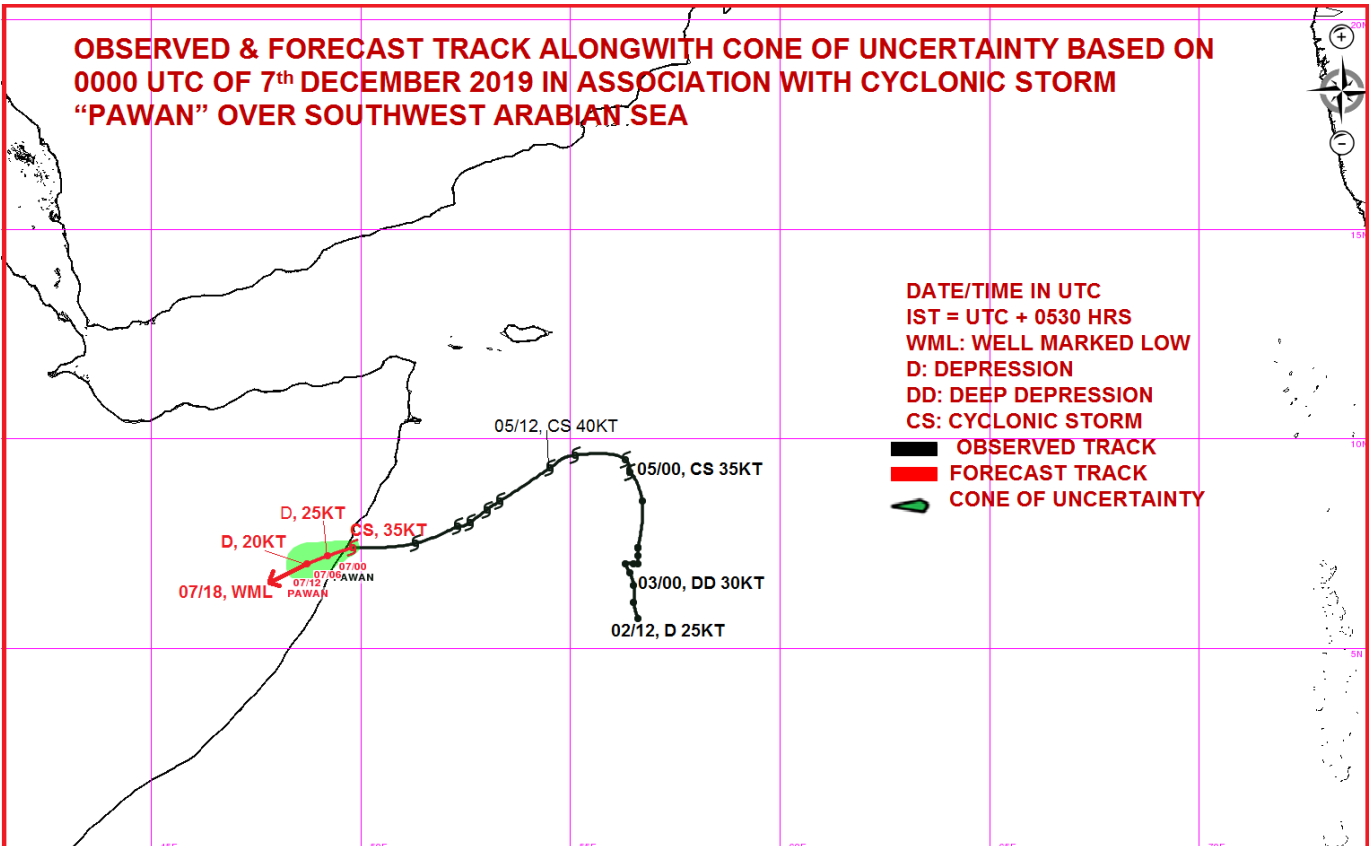 OBSERVED & FORECAST TRACK ALONGWITH CONE OF UNCERTAINTY BASED ON
0000 UTC OF 7th DECEMBER 2019 IN ASSOCIATION WITH CYCLONIC STORM
“PAWAN” OVER SOUTHWEST ARABIAN SEA
20N
+
-
15N
DATE/TIME IN UTC
IST = UTC + 0530 HRS
WML: WELL MARKED LOW
D: DEPRESSION
DD: DEEP DEPRESSION
CS: CYCLONIC STORM
OBSERVED TRACK
FORECAST TRACK
CONE OF UNCERTAINTY
10N
05/12, CS 40KT
05/00, CS 35KT
D, 25KT
CS, 35KT
D, 20KT
07/00
PAWAN
07/06
07/12
PAWAN
07/18, WML
03/00, DD 30KT
02/12, D 25KT
5N